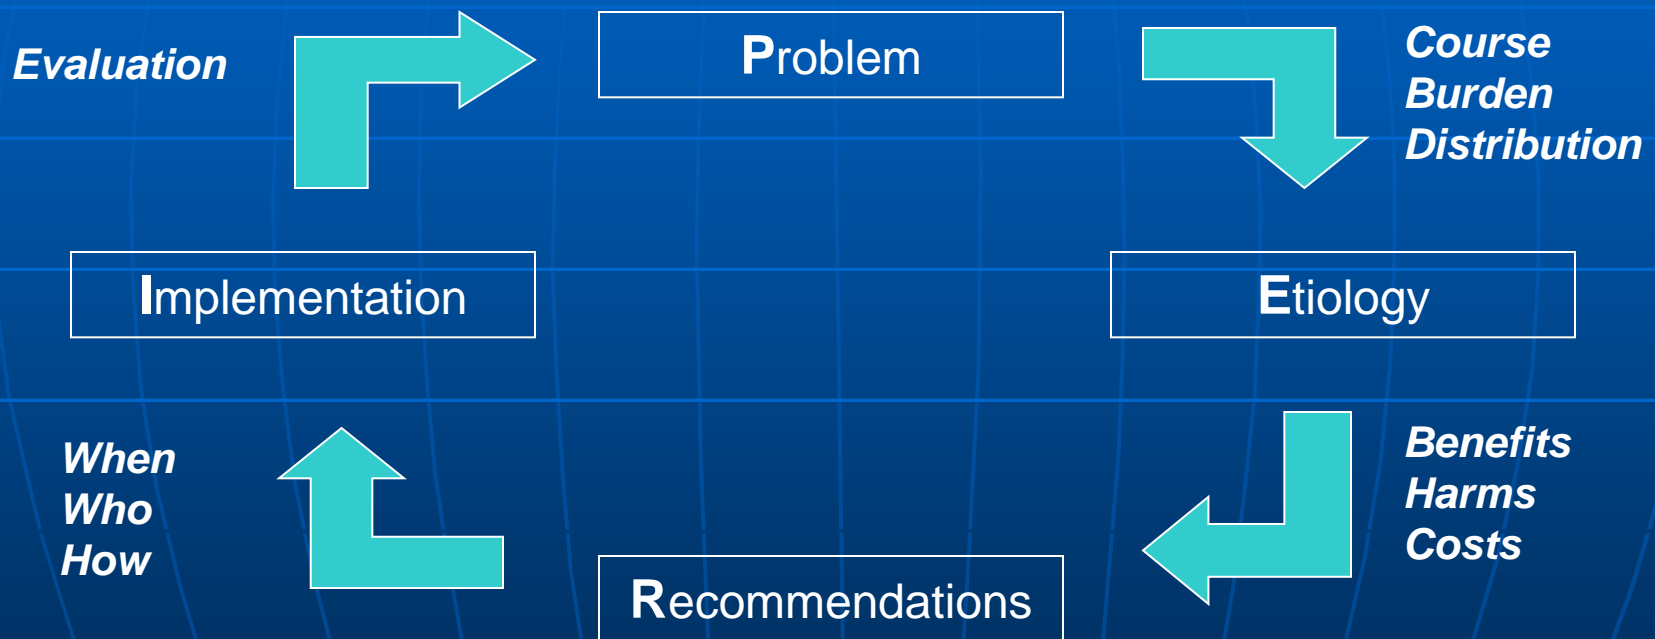 Evaluation
Problem
Course
Burden
Distribution
Implementation
Etiology
When
Who
How
Benefits
Harms
Costs
Recommendations